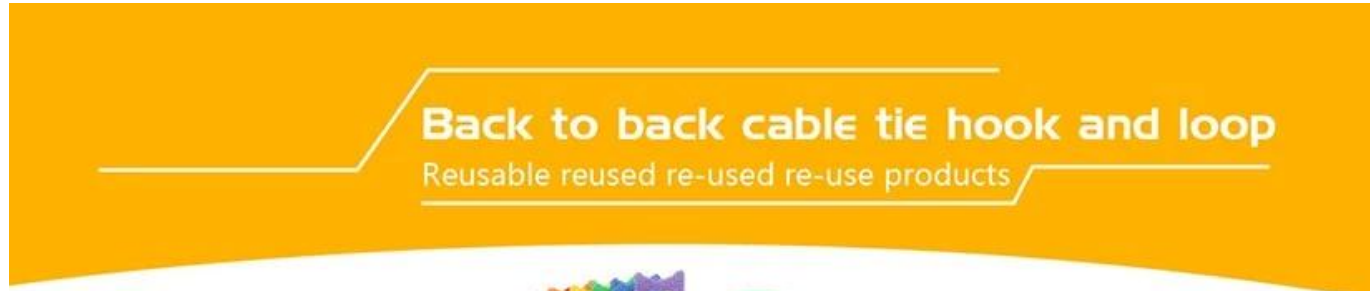 Back to back cable tie hook and loop
Reusable reused re-used re-use products